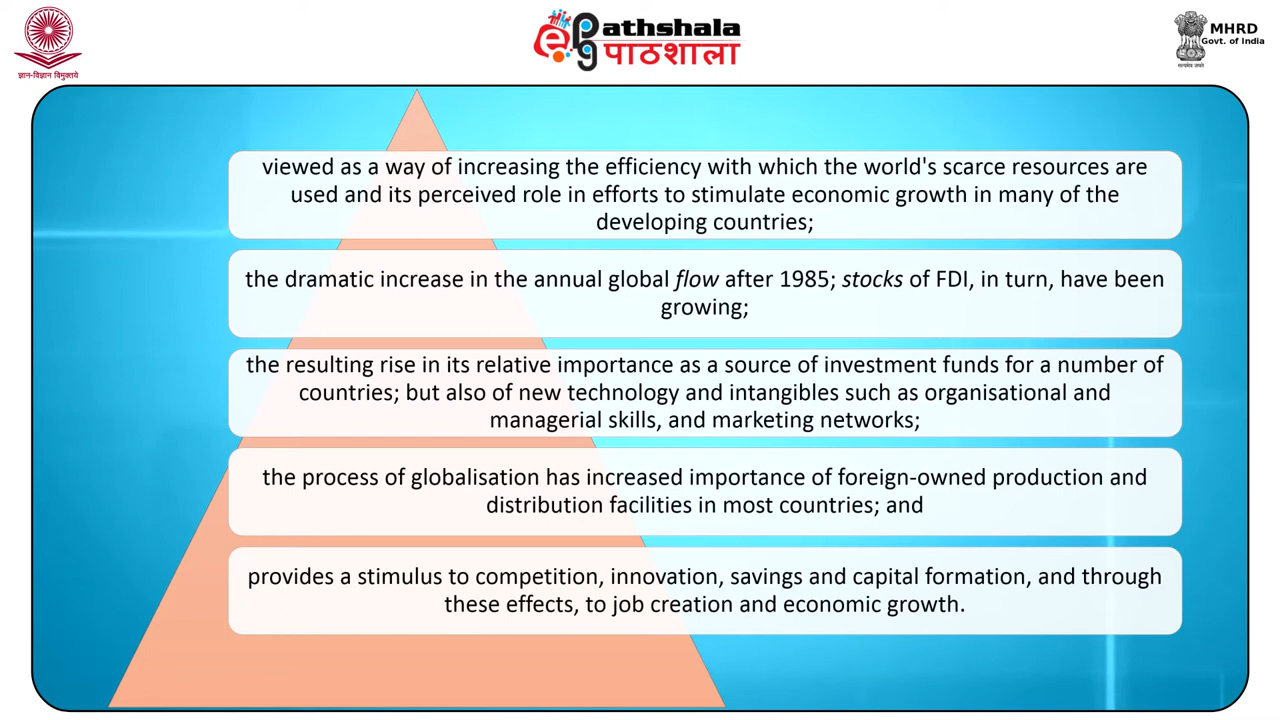 ज्ञान-विज्ञान विमुक्तये
ePG Pathshala
पाठशाला
MHRD
Govt. of India
सत्यमेव जयते
viewed as a way of increasing the efficiency with which the world's scarce resources are
used and its perceived role in efforts to stimulate economic growth in many of the
developing countries;
the dramatic increase in the annual global flow after 1985; stocks of FDI, in turn, have been
growing;
the resulting rise in its relative importance as a source of investment funds for a number of
countries; but also of new technology and intangibles such as organisational and
managerial skills, and marketing networks;
the process of globalisation has increased importance of foreign-owned production and
distribution facilities in most countries; and
provides a stimulus to competition, innovation, savings and capital formation, and through
these effects, to job creation and economic growth.